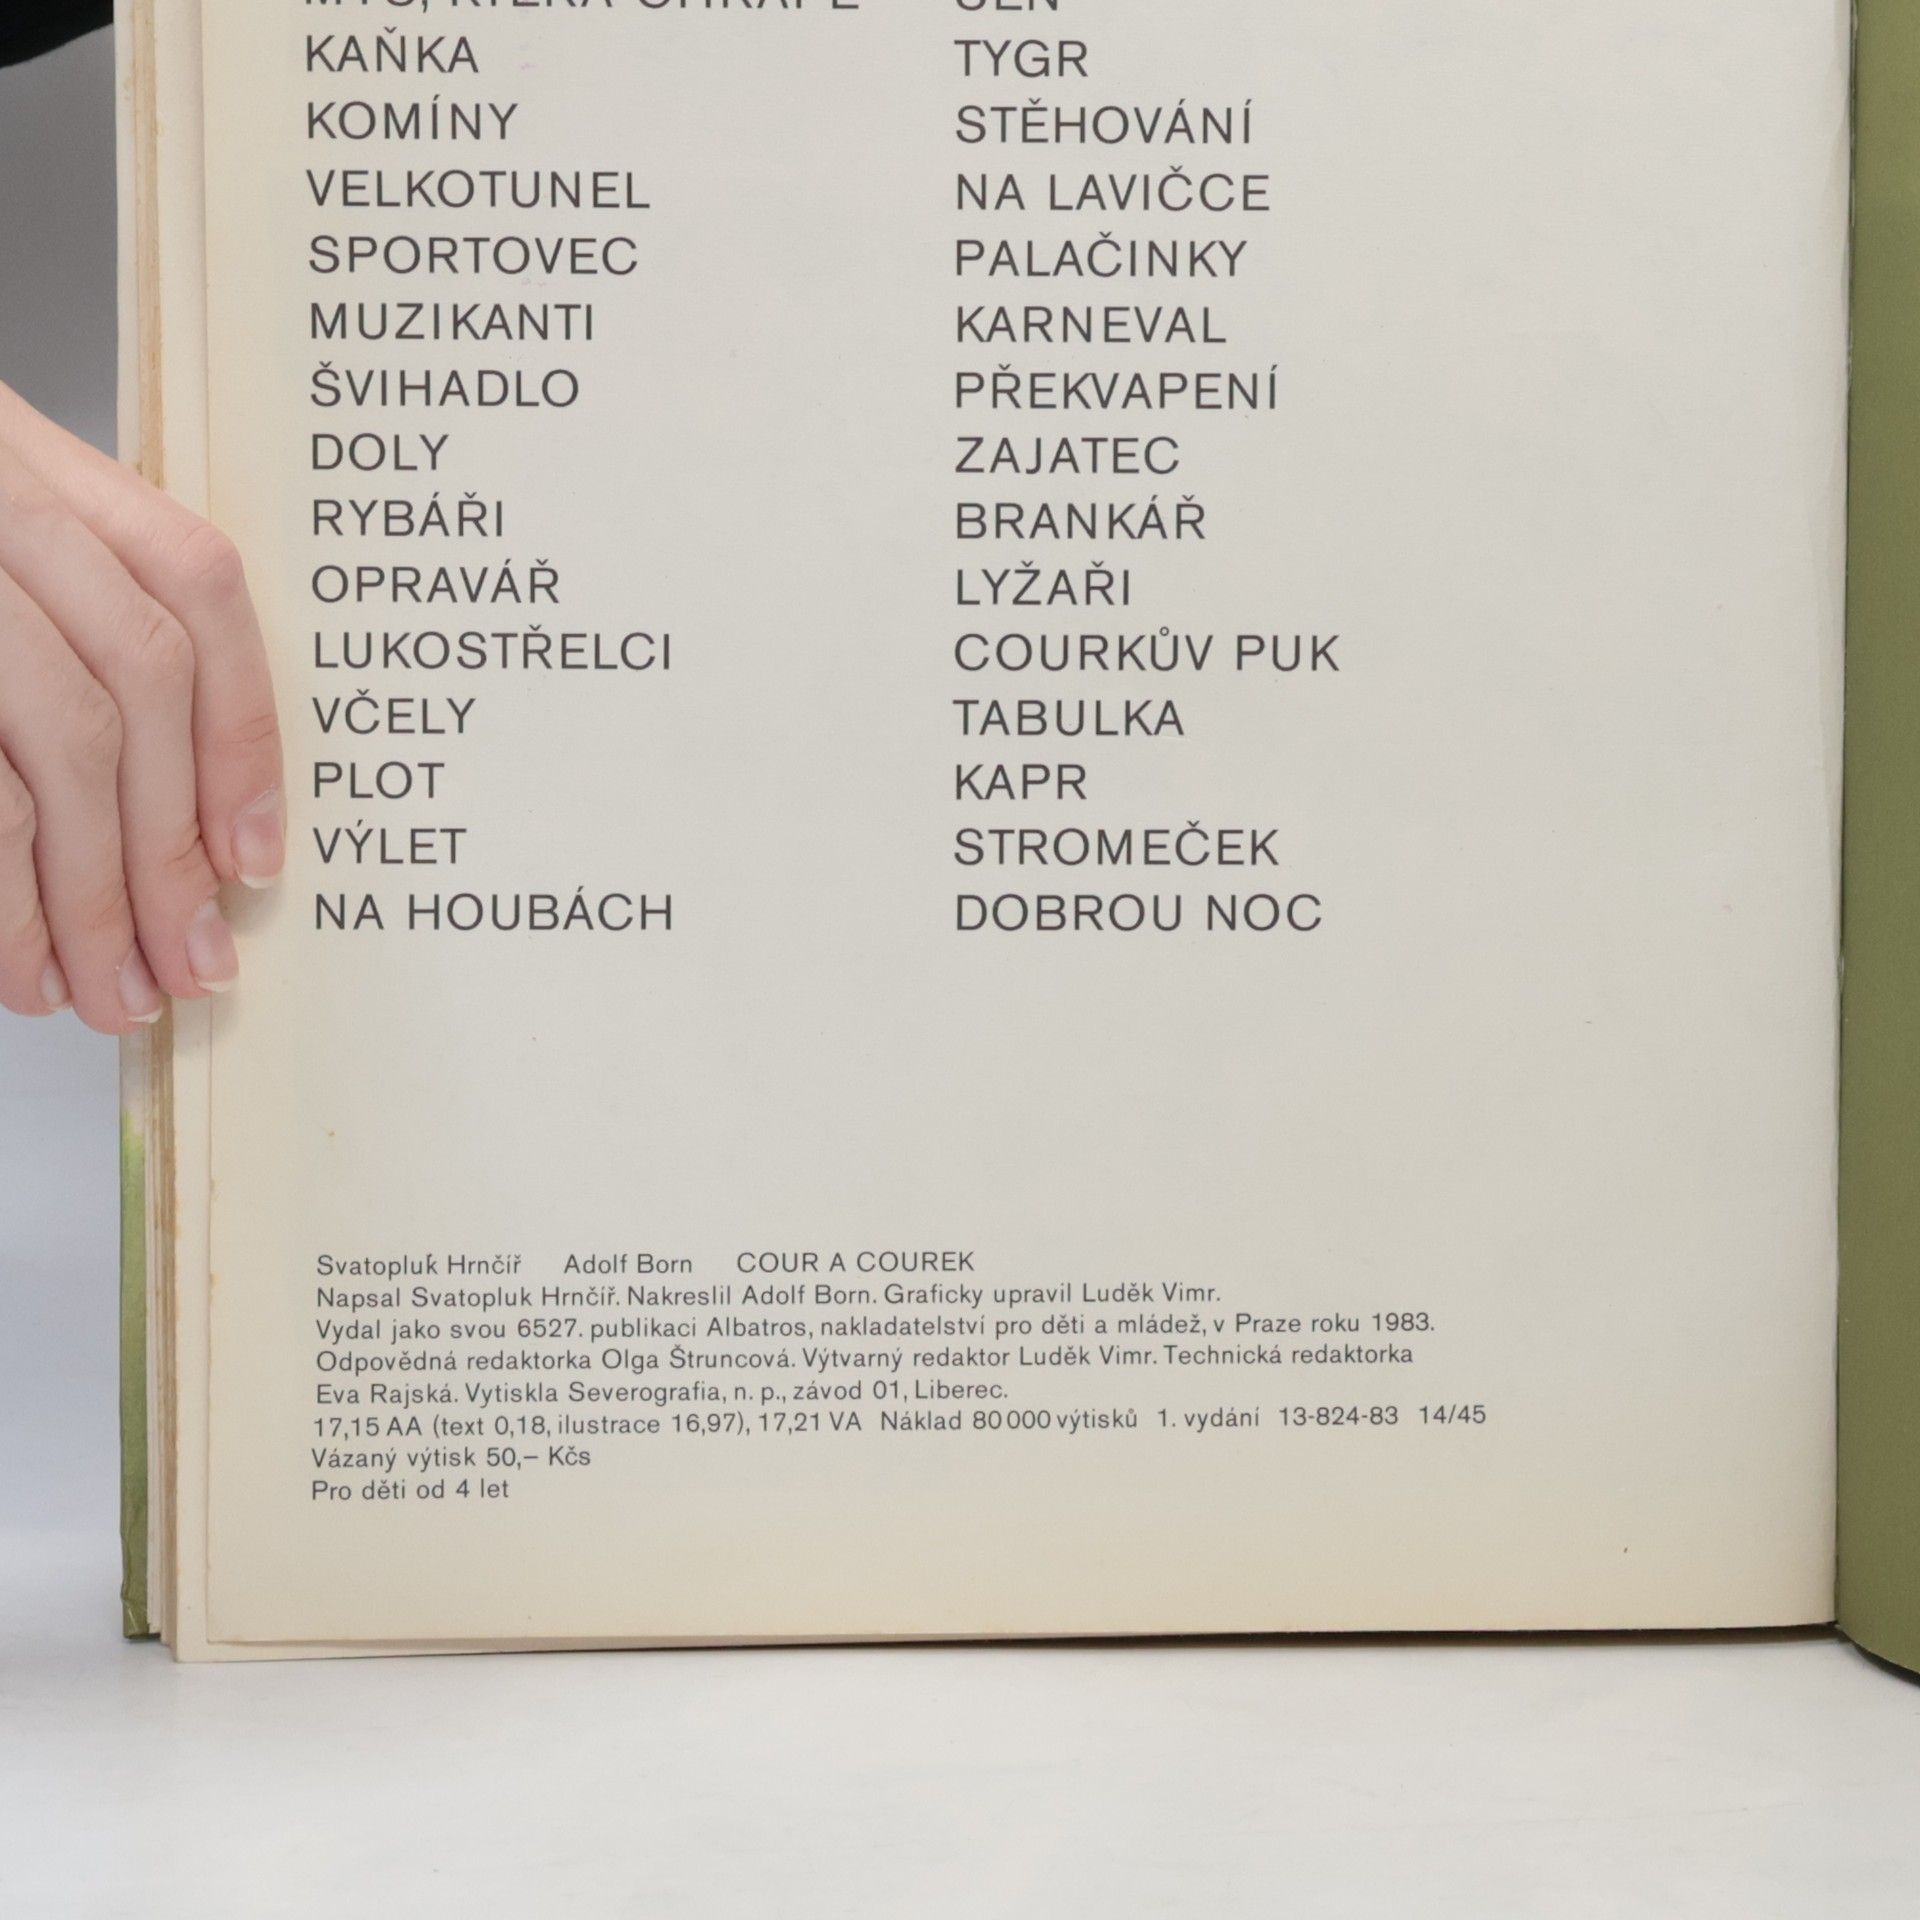 KAŇKA
KOMÍNY
VELKOTUNEL
SPORTOVEC
MUZIKANTI
ŠVIHADLO
DOLY
RYBÁŘI
OPRAVÁŘ
LUKOSTŘELCI
VČELY
PLOT
VÝLET
NA HOUBÁCH
TYGR
STĚHOVÁNÍ
NA LAVIČCE
PALAČINKY
KARNEVAL
PŘEKVAPENÍ
ZAJATEC
BRANKÁŘ
LYŽAŘI
COURKŮV PUK
TABULKA
KAPR
STROMEČEK
DOBROU NOC
Svatopluk Hrnčíř Adolf Born COUR A COUREK
Napsal Svatopluk Hrnčíř. Nakreslil Adolf Born. Graficky upravil Luděk Vimr.
Vydal jako svou 6527. publikaci Albatros, nakladatelství pro děti a mládež, v Praze roku 1983.
Odpovědná redaktorka Olga Štruncová. Výtvarný redaktor Luděk Vimr. Technická redaktorka
Eva Rajská. Vytiskla Severografia, n. p., závod 01, Liberec.
17,15 AA (text 0,18, ilustrace 16,97), 17,21 VA Náklad 80 000 výtisků 1. vydání 13-824-83 14/45
Vázaný výtisk 50,– Kčs
Pro děti od 4 let